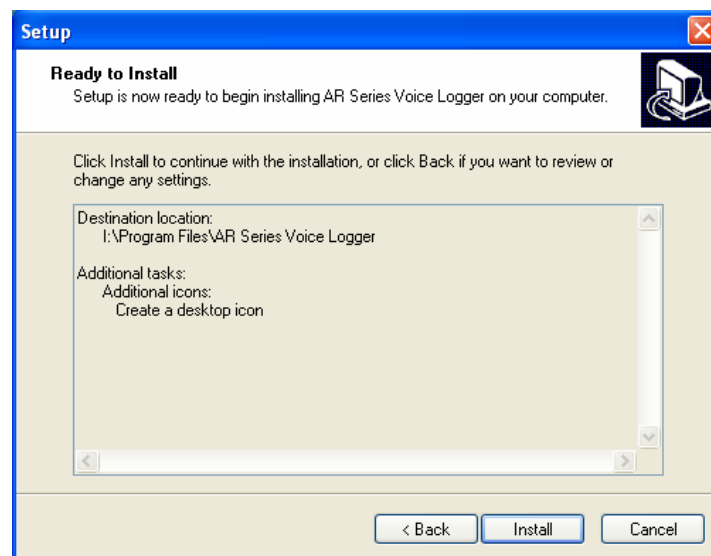 Setup
Ready to Install
Setup is now ready to begin installing AR Series Voice Logger on your computer.
Click Install to continue with the installation, or click Back if you want to review or
change any settings.
Destination location:
I:\Program Files\AR Series Voice Logger
Additional tasks:
Additional icons:
Create a desktop icon
< Back
Install
Cancel